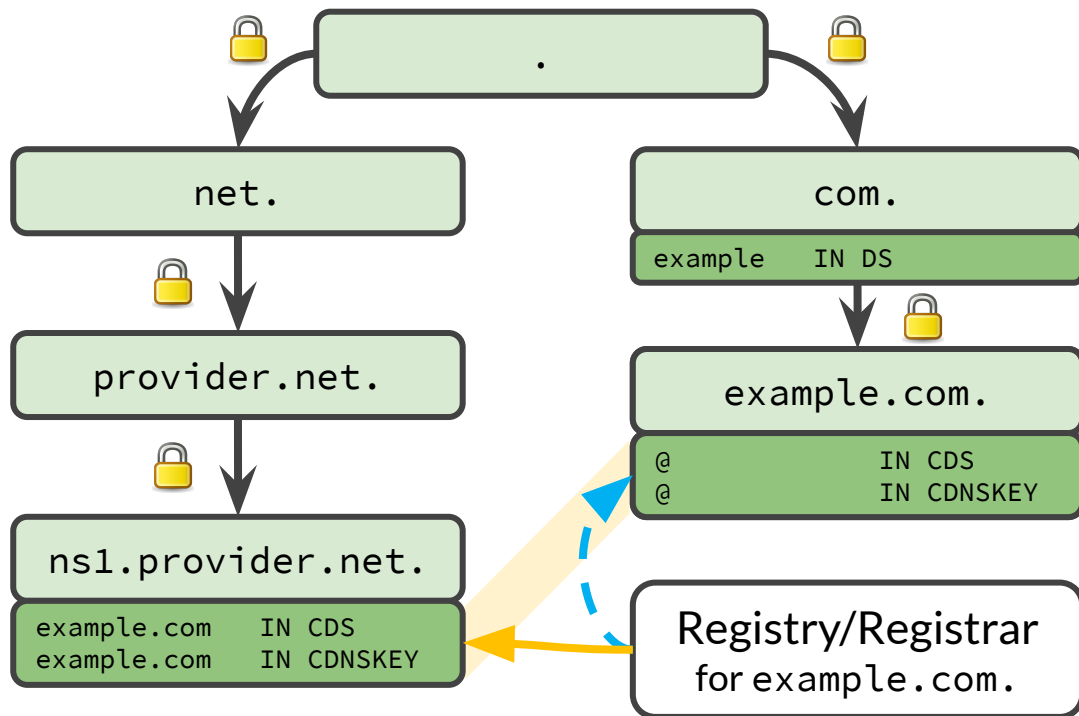 .
net.
com.
example IN DS
provider.net.
example.com.
@ IN CDS
@ IN CDNSKEY
ns1.provider.net.
example.com IN CDS
example.com IN CDNSKEY
Registry/Registrar
for example.com.